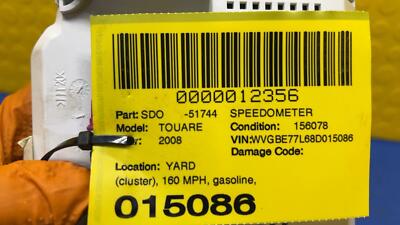 0000012356
Part: SDO -51744 SPEEDOMETER
Model: TOUARE Condition: 156078
2008 VIN:WVGBE77L68D015086
Damage Code:
Location: YARD
(cluster), 160 MPH, gasoline,
015086